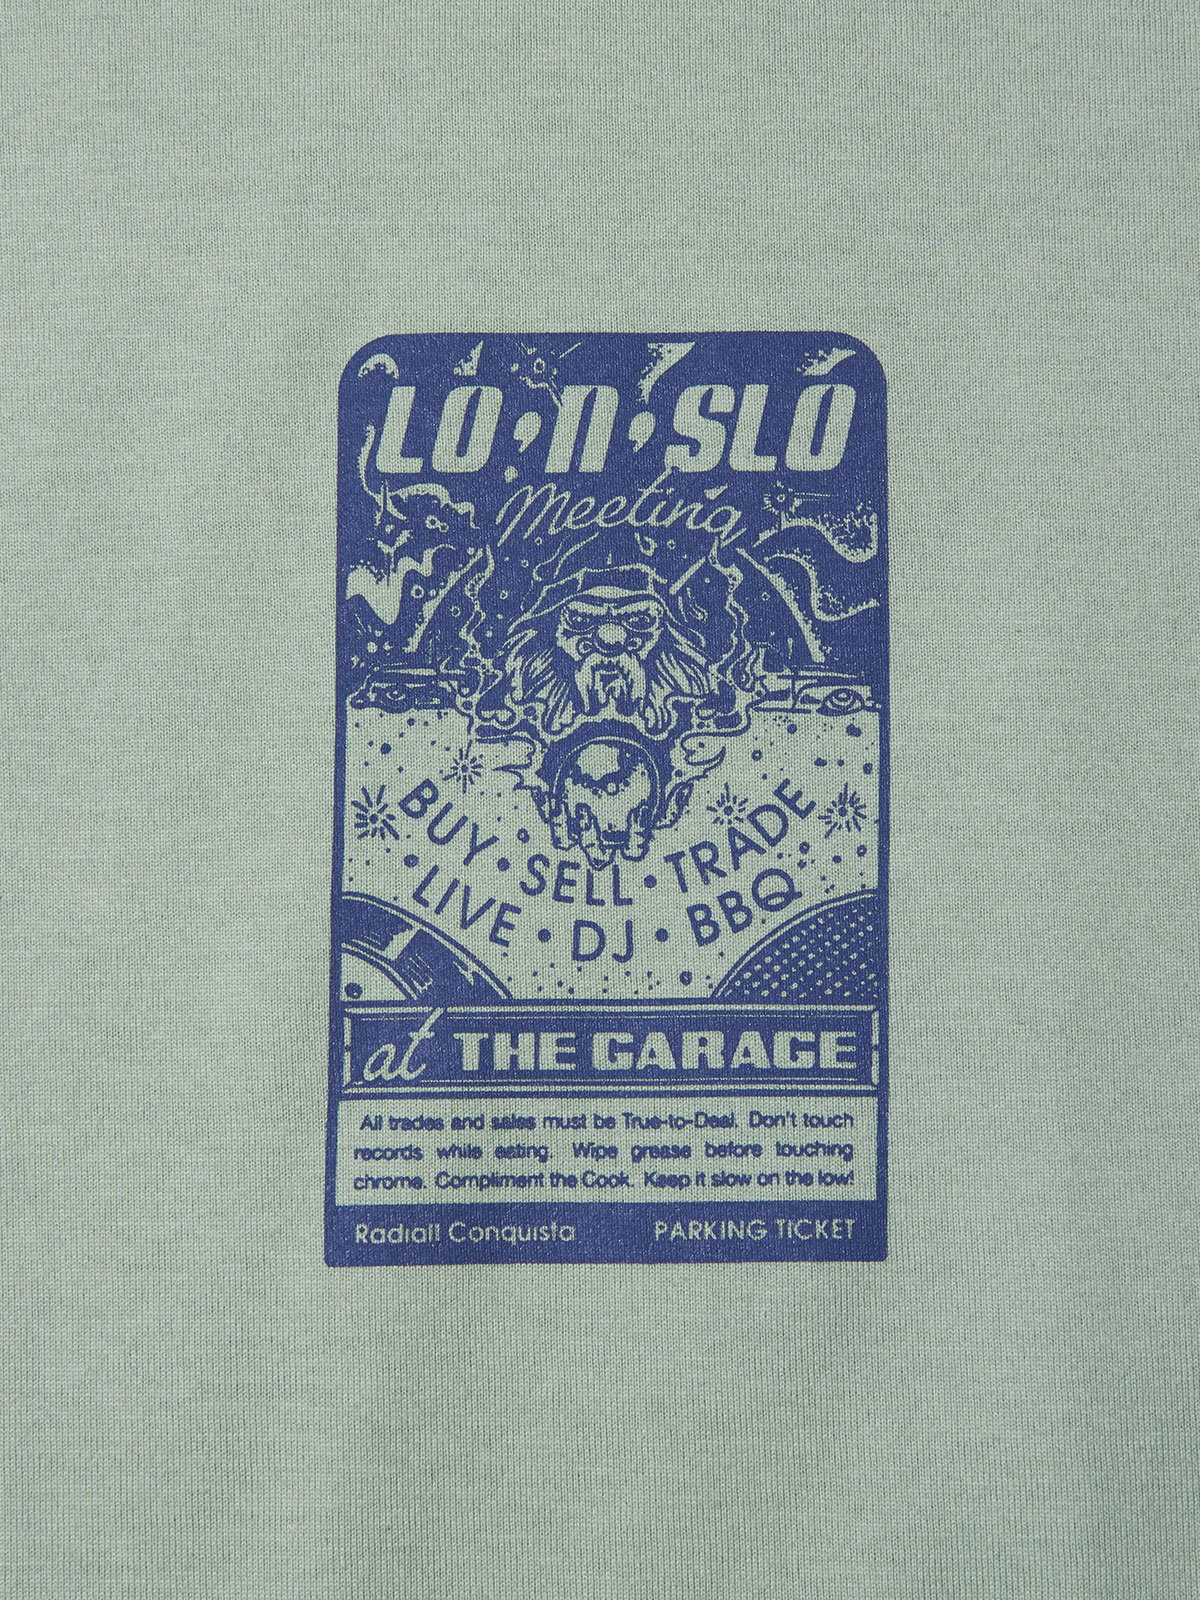 LÓ 'N' SLÓ
Meeting
BUY • SELL • TRADE
• LIVE • DJ • BBQ •
at THE GARAGE
All trades and sales must be True-to-Deal. Don't touch
records while eating. Wipe grease before touching
chrome. Compliment the Cook. Keep it slow on the low!
Radiall Conquista PARKING TICKET